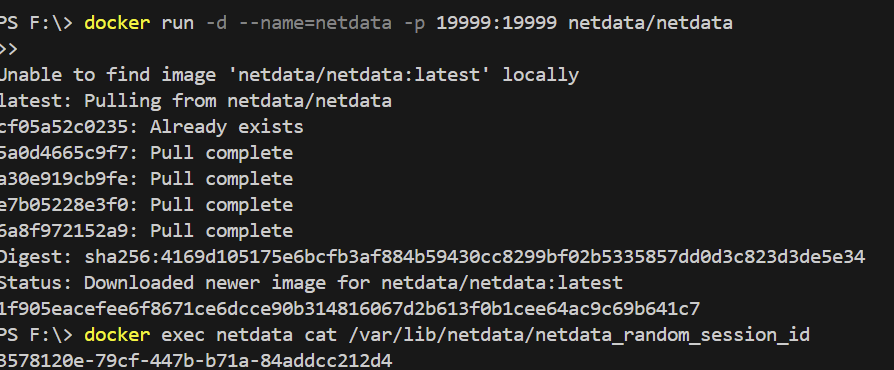 PS F:\> docker run -d --name=netdata -p 19999:19999 netdata/netdata
>>
Unable to find image 'netdata/netdata:latest' locally
latest: Pulling from netdata/netdata
cf05a52c0235: Already exists
5a0d4665c9f7: Pull complete
a30e919cb9fe: Pull complete
e7b05228e3f0: Pull complete
6a8f972152a9: Pull complete
Digest: sha256:4169d105175e6bcfb3af884b59430cc8299bf02b5335857dd0d3c823d3de5e34
Status: Downloaded newer image for netdata/netdata:latest
1f905eacefee6f8671ce6dcce90b314816067d2b613f0b1cee64ac9c69b641c7
PS F:\> docker exec netdata cat /var/lib/netdata/netdata_random_session_id
3578120e-79cf-447b-b71a-84addcc212d4